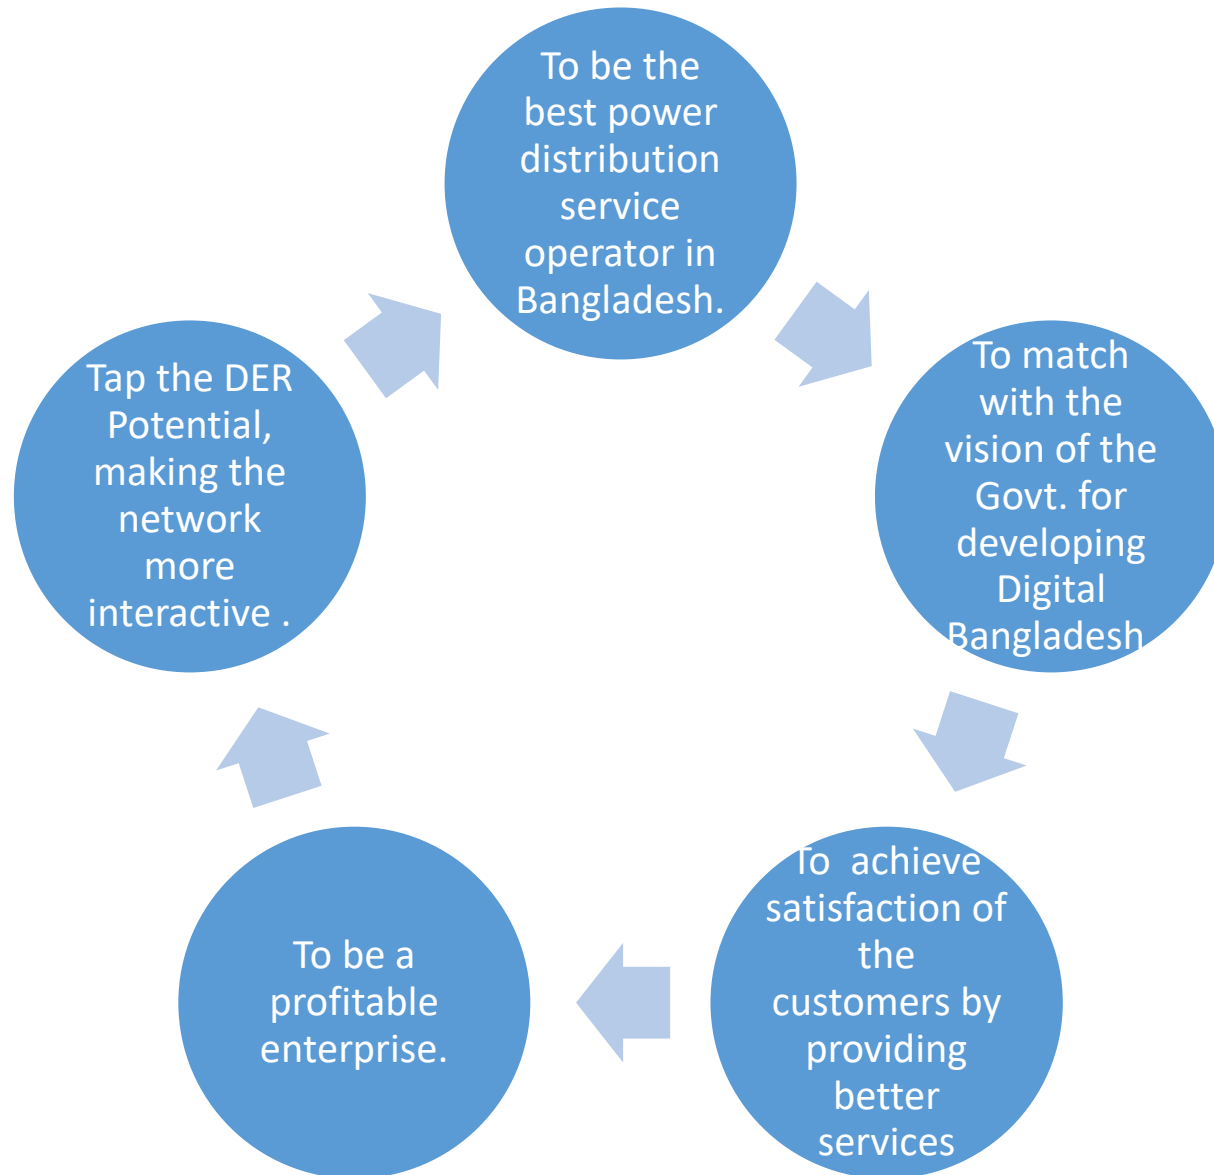 To be the
best power
distribution
service
operator in
Bangladesh.
To match
with the
vision of the
Govt. for
developing
Digital
Bangladesh
To  achieve
satisfaction of
the
customers by
providing
better
services
To be a
profitable
enterprise.
Tap the DER
Potential,
making the
network
more
interactive .